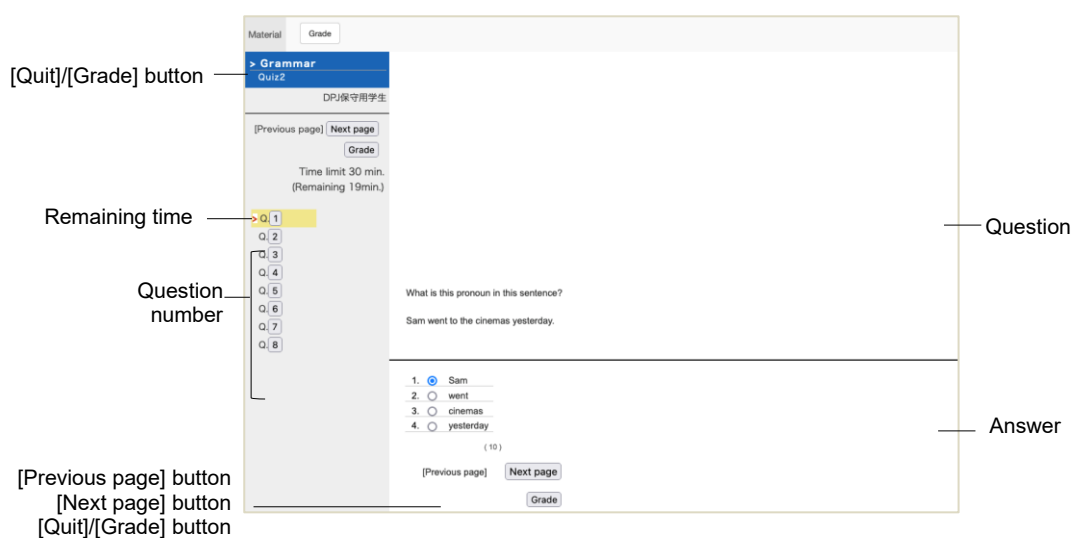 Material Grade
> Grammar
Quiz2
DPJ保守用学生
[Previous page] Next page
Grade
Time limit 30 min.
(Remaining 19min.)
> Q. 1
Q. 2
Q. 3
Q. 4
Q. 5
Q. 6
Q. 7
Q. 8
[Quit]/[Grade] button
Remaining time
Question
number
[Previous page] button
[Next page] button
[Quit]/[Grade] button
What is this pronoun in this sentence?
Sam went to the cinemas yesterday.
1. Sam
2. went
3. cinemas
4. yesterday
(10)
[Previous page] Next page
Grade
Question
Answer